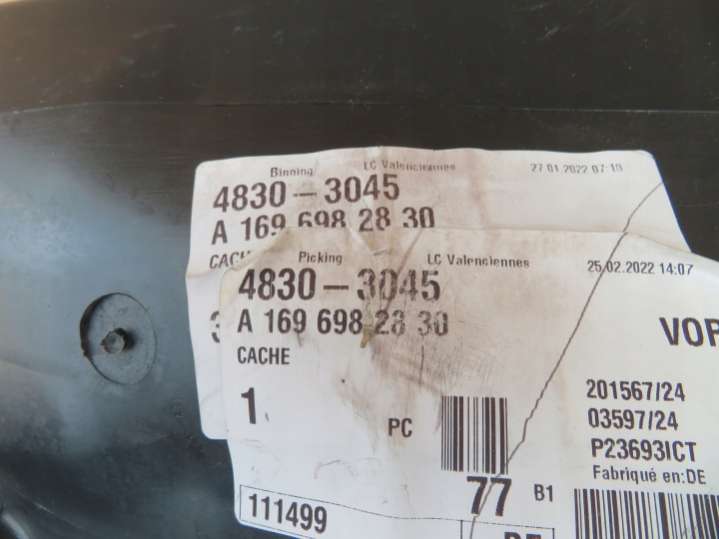 Binning LC Valenciennes 27.01.2022 07:19
4830-3045
A 169 698 28 30
Picking LC Valenciennes 25.02.2022 14:07
4830-3045
A 169 698 28 30
CACHE
1 PC
77 B1
111499
201567/24
03597/24
P23693ICT
Fabriqué en:DE